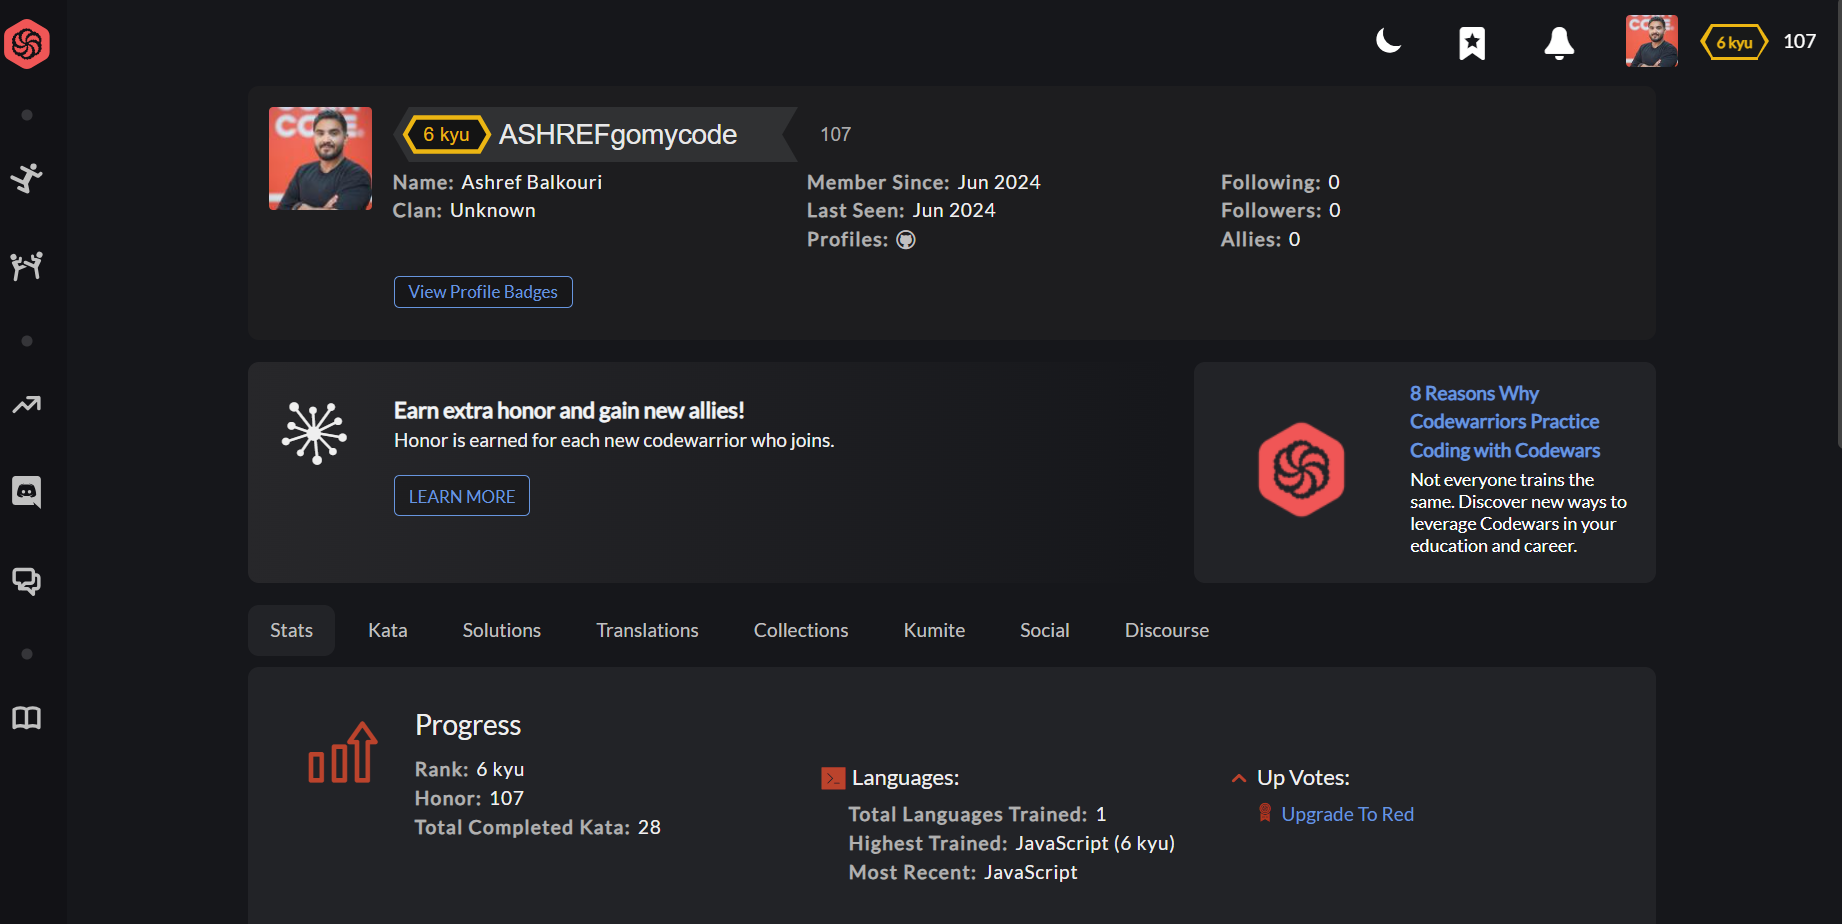 6 kyu 107
6 kyu ASHREFgomycode 107
Name: Ashref Balkouri
Clan: Unknown
Member Since: Jun 2024
Last Seen: Jun 2024
Profiles:
Following: 0
Followers: 0
Allies: 0
View Profile Badges
Earn extra honor and gain new allies!
Honor is earned for each new codewarrior who joins.
LEARN MORE
8 Reasons Why
Codewarriors Practice
Coding with Codewars
Not everyone trains the
same. Discover new ways to
leverage Codewars in your
education and career.
Stats Kata Solutions Translations Collections Kumite Social Discourse
Progress
Rank: 6 kyu
Honor: 107
Total Completed Kata: 28
Languages:
Total Languages Trained: 1
Highest Trained: JavaScript (6 kyu)
Most Recent: JavaScript
Up Votes:
Upgrade To Red